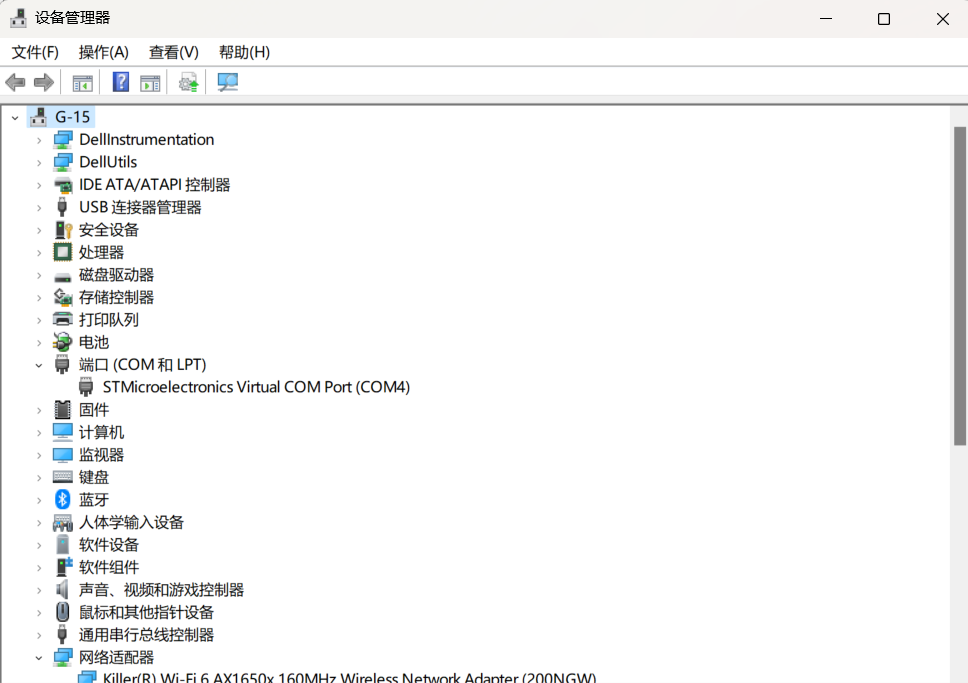 设备管理器
文件(F) 操作(A) 查看(V) 帮助(H)
G-15
DellInstrumentation
DellUtils
IDE ATA/ATAPI 控制器
USB 连接器管理器
安全设备
处理器
磁盘驱动器
存储控制器
打印队列
电池
端口 (COM 和 LPT)
STMicroelectronics Virtual COM Port (COM4)
固件
计算机
监视器
键盘
蓝牙
人体学输入设备
软件设备
软件组件
声音、视频和游戏控制器
鼠标和其他指针设备
通用串行总线控制器
网络适配器
Killer(R) Wi-Fi 6 AX1650x 160MHz Wireless Network Adapter (200NGW)